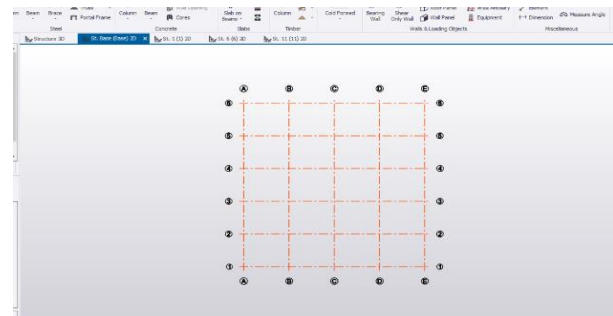 Beam Brace Portal Frame Column Beam Cores Slab on Beams Column Cold Formed Bearing Wall Shear Only Wall Wall Panel Equipment Dimension Measure Angle
Steel Concrete Slabs Timber Walls & Loading Objects Miscellaneous
Structure 3D St. Base (Base) 2D × St. 1 (1) 2D St. 6 (6) 2D St. 11 (11) 2D
A B C D E
6 6
5 5
4 4
3 3
2 2
1 1
A B C D E